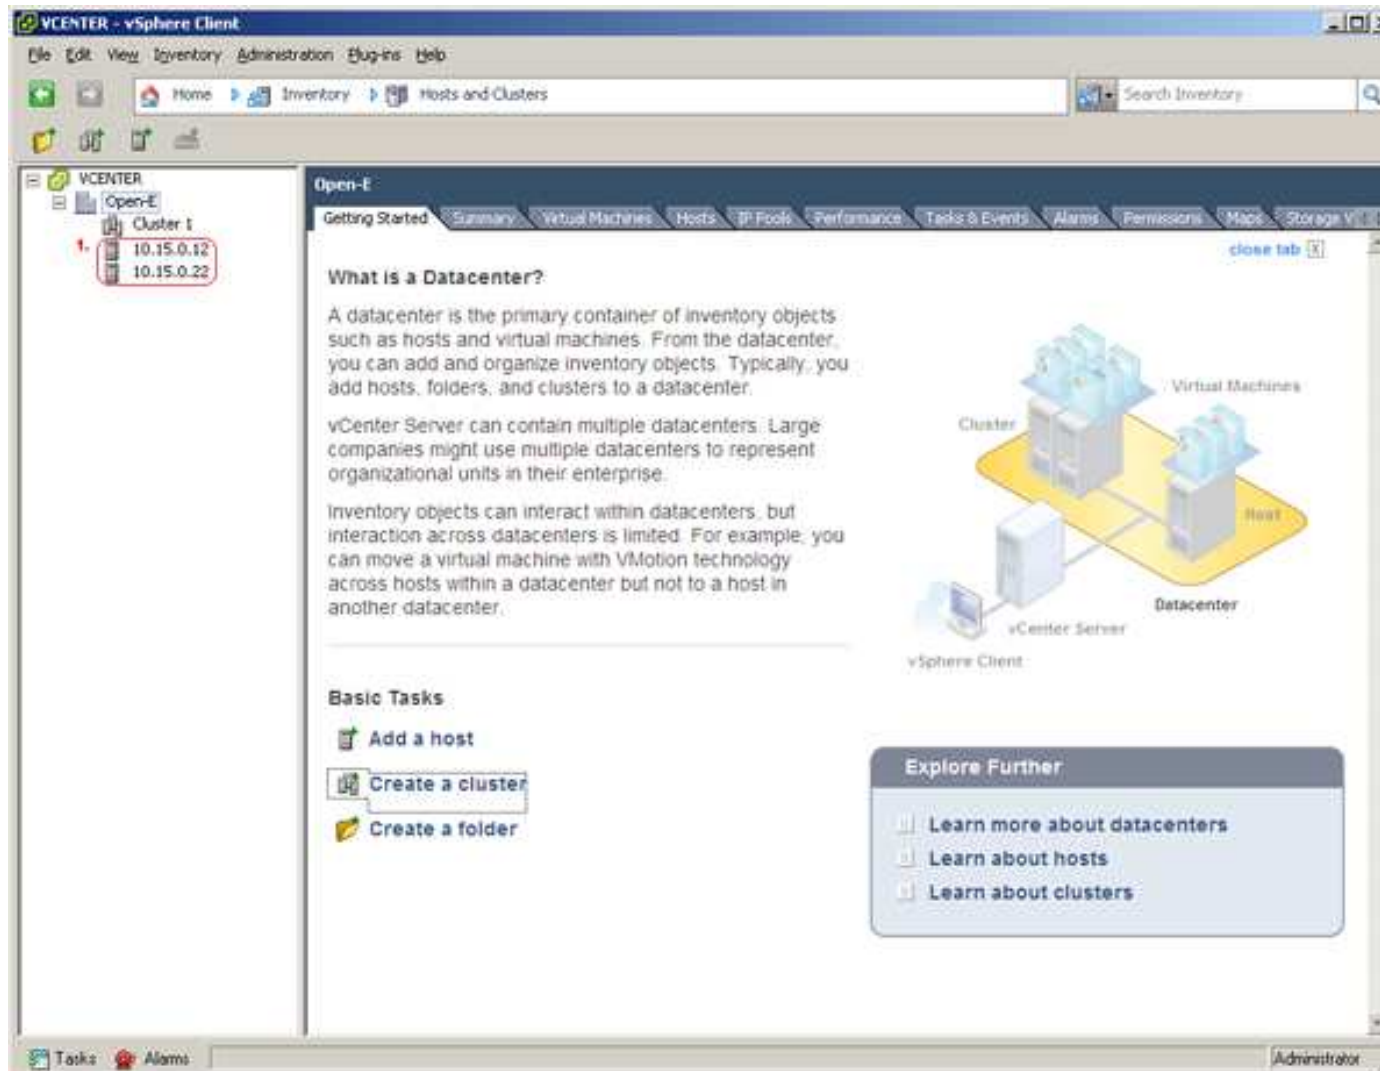 VCENTER - vSphere Client
File Edit View Inventory Administration Plug-ins Help
Home Inventory Hosts and Clusters
Search Inventory
VCENTER
Open-E
Cluster 1
1.
10.15.0.12
10.15.0.22
Open-E
Getting Started Summary Virtual Machines Hosts IP Pools Performance Tasks & Events Alarms Permissions Maps Storage V
close tab X
What is a Datacenter?
A datacenter is the primary container of inventory objects
such as hosts and virtual machines. From the datacenter,
you can add and organize inventory objects. Typically, you
add hosts, folders, and clusters to a datacenter.
vCenter Server can contain multiple datacenters. Large
companies might use multiple datacenters to represent
organizational units in their enterprise.
Inventory objects can interact within datacenters, but
interaction across datacenters is limited. For example, you
can move a virtual machine with VMotion technology
across hosts within a datacenter but not to a host in
another datacenter.
Virtual Machines
Cluster
Host
Datacenter
vCenter Server
vSphere Client
Basic Tasks
Add a host
Create a cluster
Create a folder
Explore Further
Learn more about datacenters
Learn about hosts
Learn about clusters
Tasks Alarms
Administrator